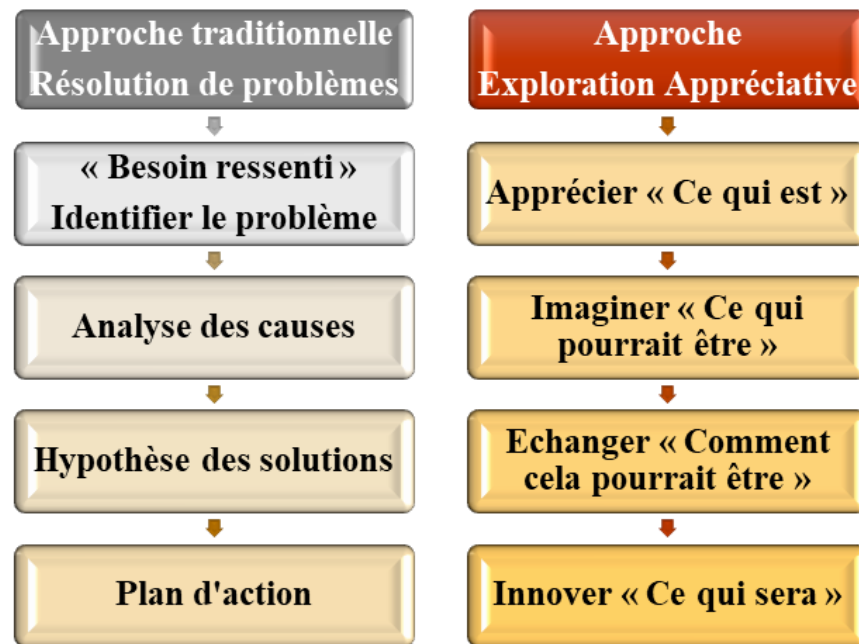 Approche traditionnelle
Résolution de problèmes
« Besoin ressenti »
Identifier le problème
Analyse des causes
Hypothèse des solutions
Plan d'action
Approche
Exploration Appréciative
Apprécier « Ce qui est »
Imaginer « Ce qui
pourrait être »
Echanger « Comment
cela pourrait être »
Innover « Ce qui sera »